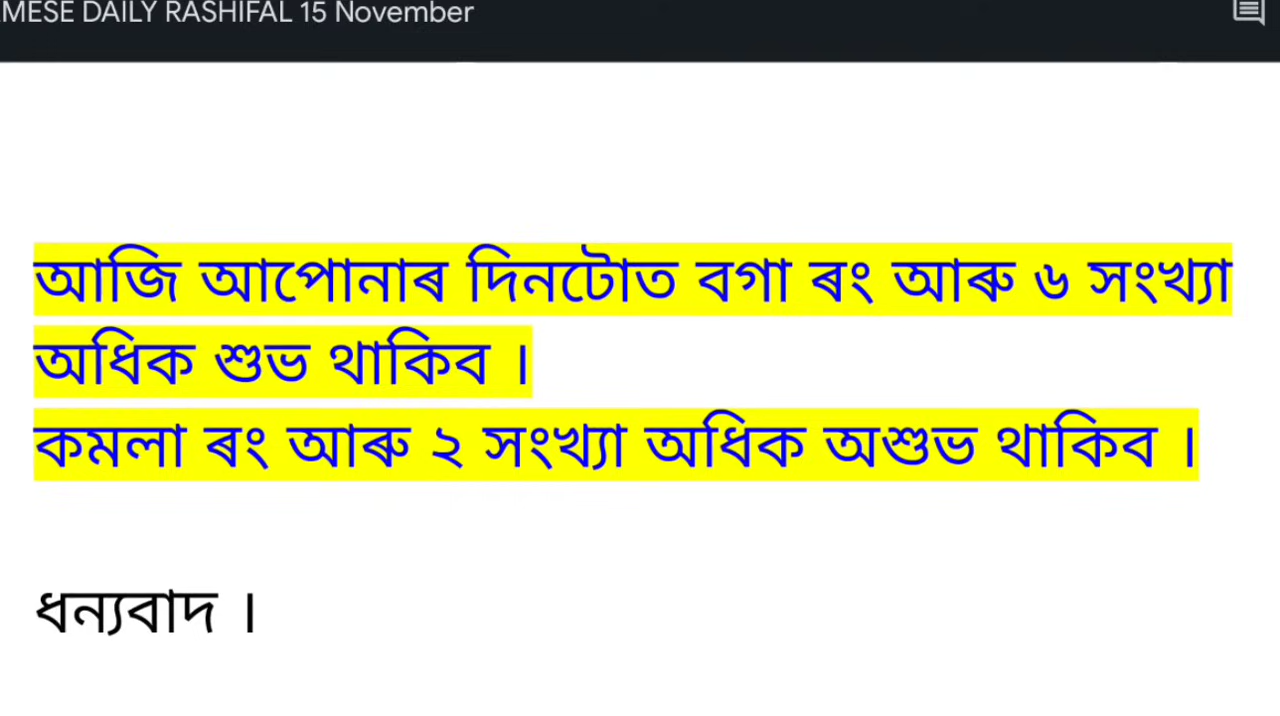 MESE DAILY RASHIFAL 15 November
আজি আপোনাৰ দিনটোত বগা ৰং আৰু ৬ সংখ্যা
অধিক শুভ থাকিব ।
কমলা ৰং আৰু ২ সংখ্যা অধিক অশুভ থাকিব ।
ধন্যবাদ ।